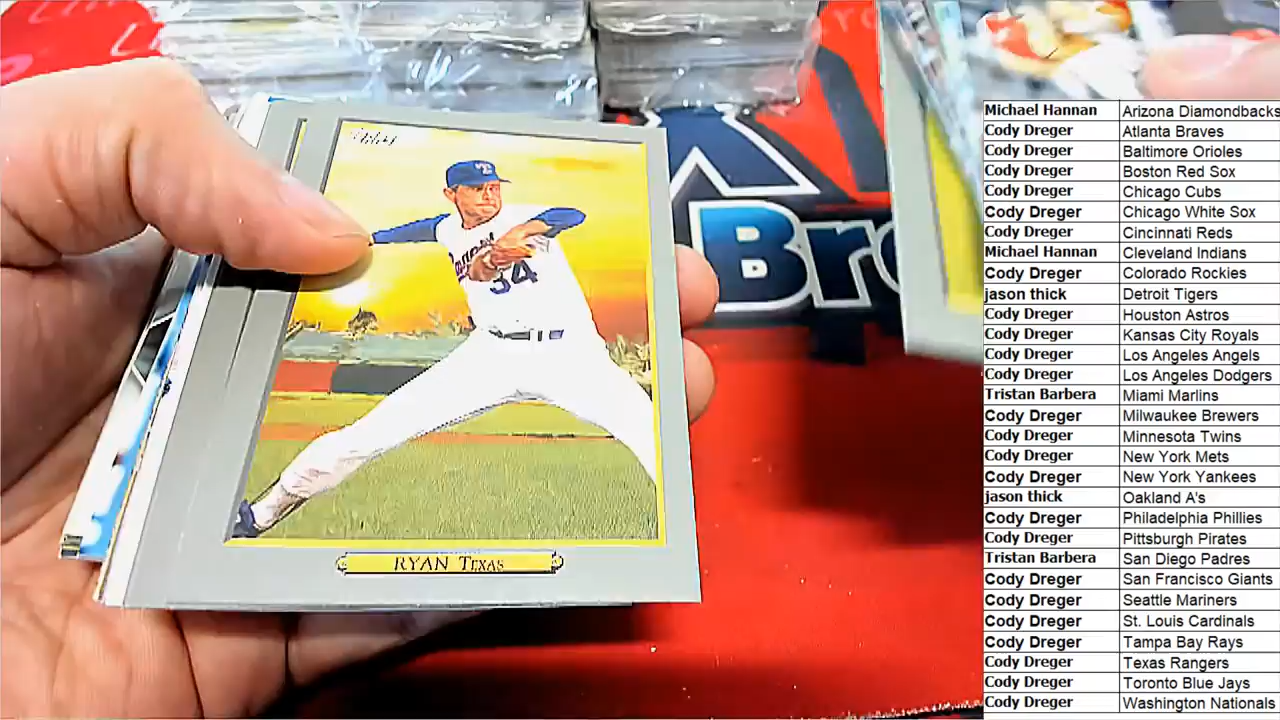 RYAN TEXAS
34
Bro
Michael Hannan Arizona Diamondbacks
Cody Dreger Atlanta Braves
Cody Dreger Baltimore Orioles
Cody Dreger Boston Red Sox
Cody Dreger Chicago Cubs
Cody Dreger Chicago White Sox
Cody Dreger Cincinnati Reds
Michael Hannan Cleveland Indians
Cody Dreger Colorado Rockies
jason thick Detroit Tigers
Cody Dreger Houston Astros
Cody Dreger Kansas City Royals
Cody Dreger Los Angeles Angels
Cody Dreger Los Angeles Dodgers
Tristan Barbera Miami Marlins
Cody Dreger Milwaukee Brewers
Cody Dreger Minnesota Twins
Cody Dreger New York Mets
Cody Dreger New York Yankees
jason thick Oakland A's
Cody Dreger Philadelphia Phillies
Cody Dreger Pittsburgh Pirates
Tristan Barbera San Diego Padres
Cody Dreger San Francisco Giants
Cody Dreger Seattle Mariners
Cody Dreger St. Louis Cardinals
Cody Dreger Tampa Bay Rays
Cody Dreger Texas Rangers
Cody Dreger Toronto Blue Jays
Cody Dreger Washington Nationals